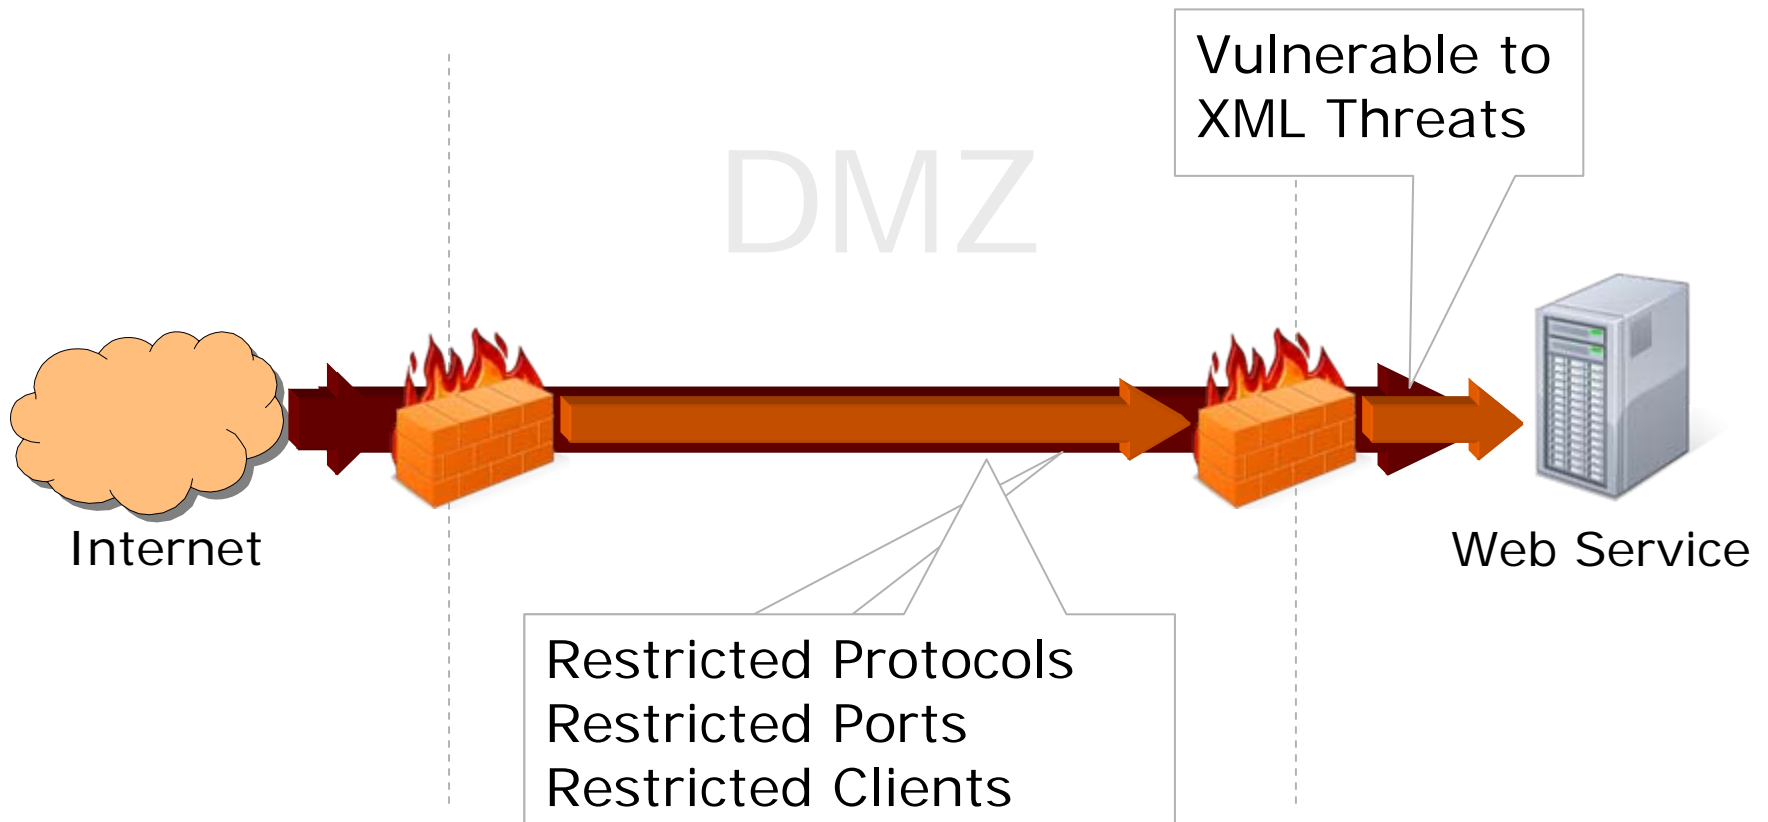 Vulnerable to
XML Threats
DMZ
Internet
Web Service
Restricted Protocols
Restricted Ports
Restricted Clients